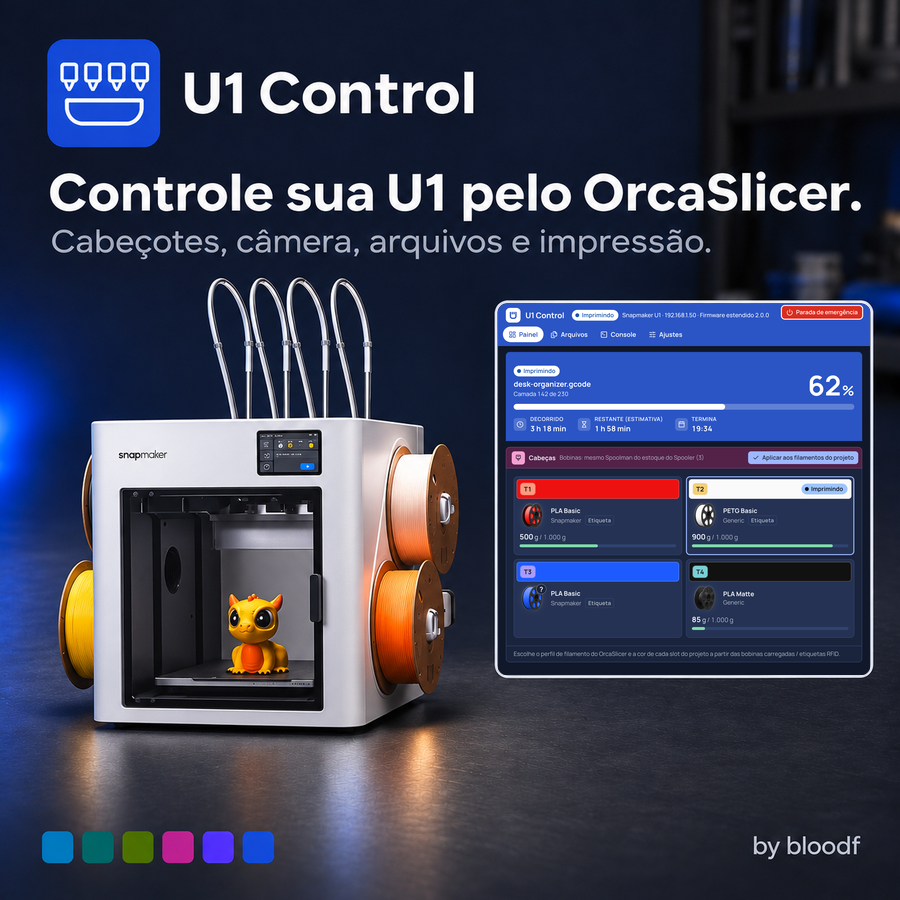 U1 Control
Controle sua U1 pelo OrcaSlicer.
Cabeçotes, câmera, arquivos e impressão.
snapmaker
U1 Control
Imprimindo
Snapmaker U1 · 192.168.1.50 · Firmware estendido 2.0.0
Parada de emergência
Painel
Arquivos
Console
Ajustes
Imprimindo
desk-organizer.gcode
Camada 142 de 230
62%
DECORRIDO
3 h 18 min
RESTANTE (ESTIMATIVA)
1 h 58 min
TERMINA
19:34
Cabeças
Bobinas: mesmo Spoolman do estoque do Spooler (3)
Aplicar aos filamentos do projeto
T1
PLA Basic
Snapmaker
Etiqueta
500 g / 1.000 g
T2
Imprimindo
PETG Basic
Generic
Etiqueta
900 g / 1.000 g
T3
?
PLA Basic
Snapmaker
Etiqueta
T4
PLA Matte
Generic
85 g / 1.000 g
Escolhe o perfil de filamento do OrcaSlicer e a cor de cada slot do projeto a partir das bobinas carregadas / etiquetas RFID.
by bloodf